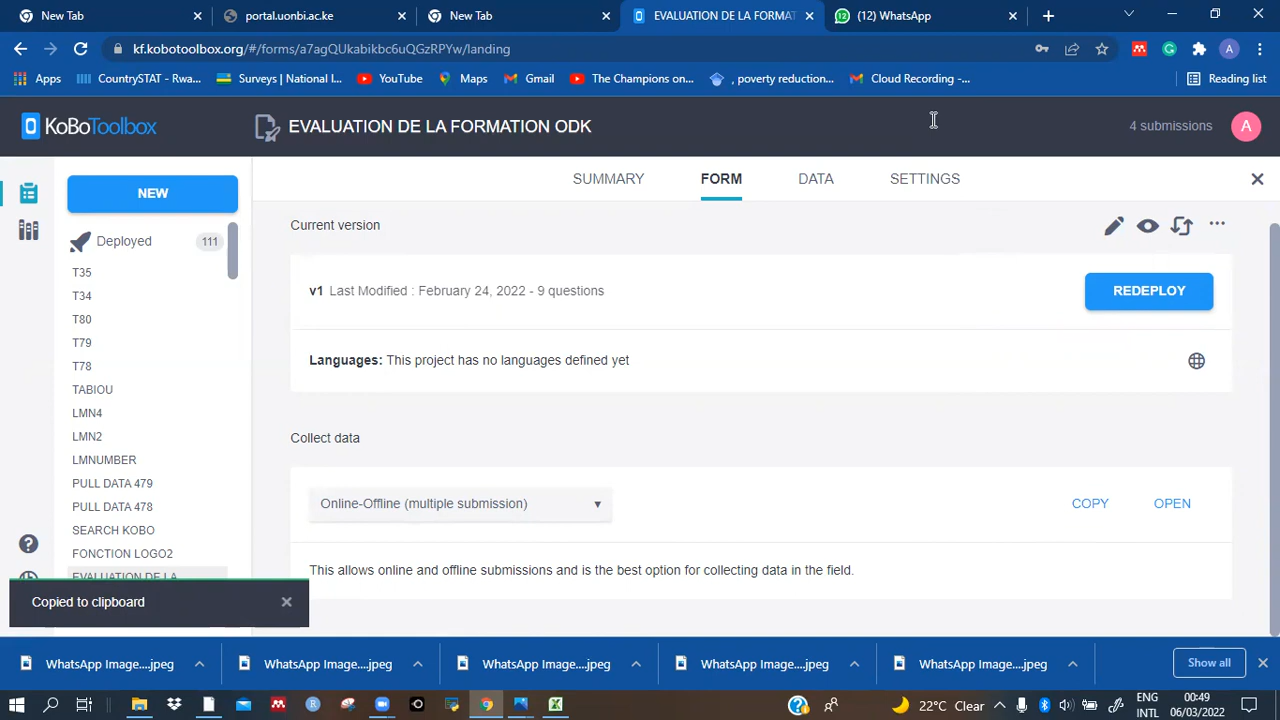 New Tab
portal.uonbi.ac.ke
New Tab
EVALUATION DE LA FORMAT
(12) WhatsApp
kf.kobotoolbox.org/#/forms/a7agQUkabikbc6uQGzRPYw/landing
A
Apps
CountrySTAT - Rwa...
Surveys | National I...
YouTube
Maps
Gmail
The Champions on...
, poverty reduction...
Cloud Recording -...
Reading list
KoBoToolbox
EVALUATION DE LA FORMATION ODK
4 submissions
A
NEW
SUMMARY
FORM
DATA
SETTINGS
Deployed
111
T35
T34
T80
T79
T78
TABIOU
LMN4
LMN2
LMNUMBER
PULL DATA 479
PULL DATA 478
SEARCH KOBO
FONCTION LOGO2
EVALUATION DE LA
Current version
v1 Last Modified : February 24, 2022 - 9 questions
REDEPLOY
Languages: This project has no languages defined yet
Collect data
Online-Offline (multiple submission)
COPY
OPEN
This allows online and offline submissions and is the best option for collecting data in the field.
Copied to clipboard
WhatsApp Image....jpeg
WhatsApp Image....jpeg
WhatsApp Image....jpeg
WhatsApp Image....jpeg
WhatsApp Image....jpeg
Show all
22°C Clear
ENG
INTL
00:49
06/03/2022